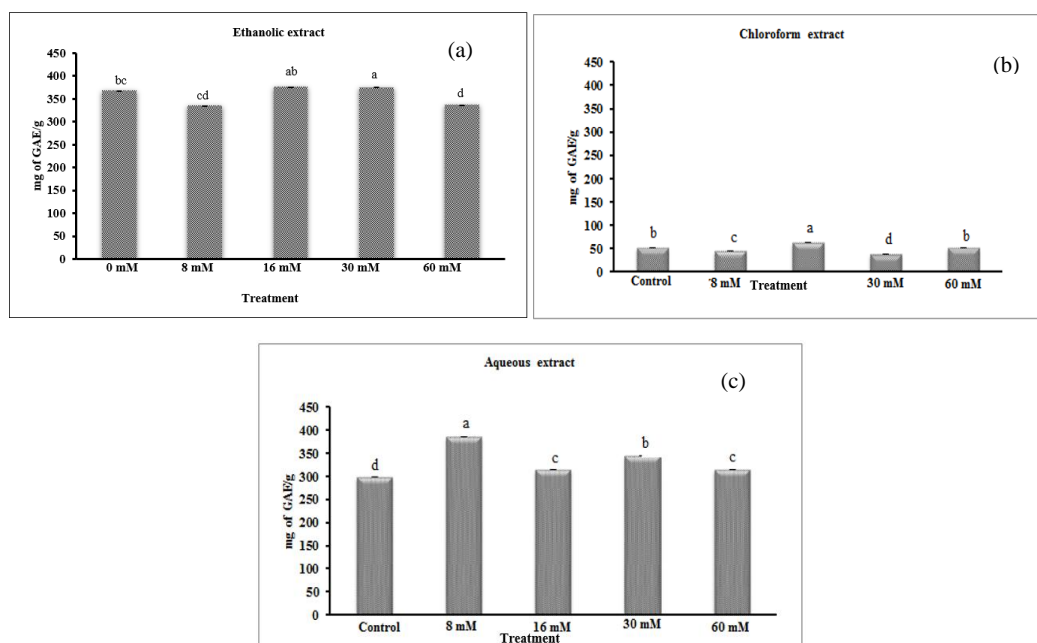 Ethanolic extract
(a)
450
400
350
300
250
200
150
100
50
0
mg of GAE/g
bc
cd
ab
a
d
0 mM
8 mM
16 mM
30 mM
60 mM
Treatment
Chloroform extract
(b)
450
400
350
300
250
200
150
100
50
0
mg of GAE/g
b
c
a
d
b
Control
8 mM
Treatment
30 mM
60 mM
Aqueous extract
(c)
450
400
350
300
250
200
150
100
50
0
mg of GAE/g
d
a
c
b
c
Control
8 mM
16 mM
30 mM
60 mM
Treatment